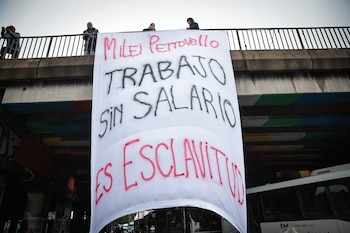 MILEI PETTOVELLO
TRABAJO
SIN SALARIO
ES ESCLAVITUD